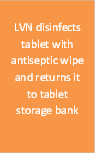 LVN disinfects
tablet with
antiseptic wipe
and returns it
to tablet
storage bank